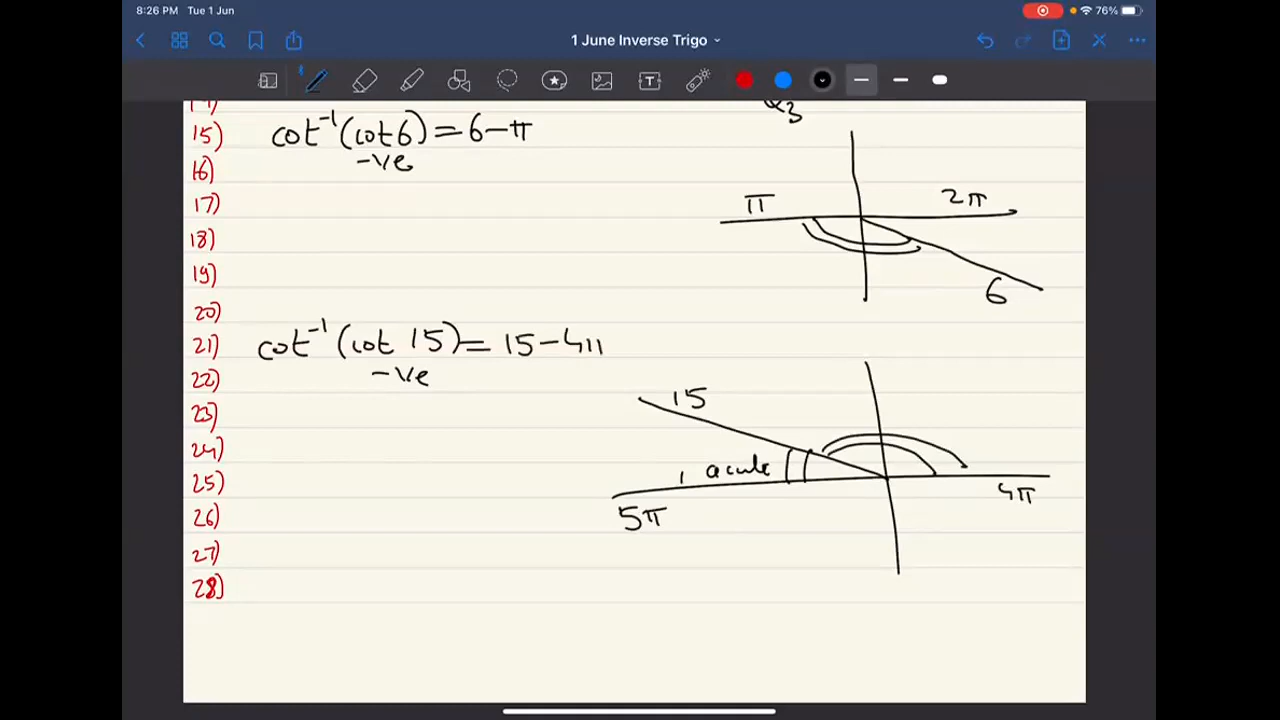 8:26 PM Tue 1 Jun
76%
1 June Inverse Trigo
15) cot⁻¹(cot 6) = 6 − π
-ve
16)
17) π 2π
18)
19)
6
20)
21) cot⁻¹(cot 15) = 15 − 4π
22) -ve
15
23)
24)
acute
25)
4π
26) 5π
27)
28)